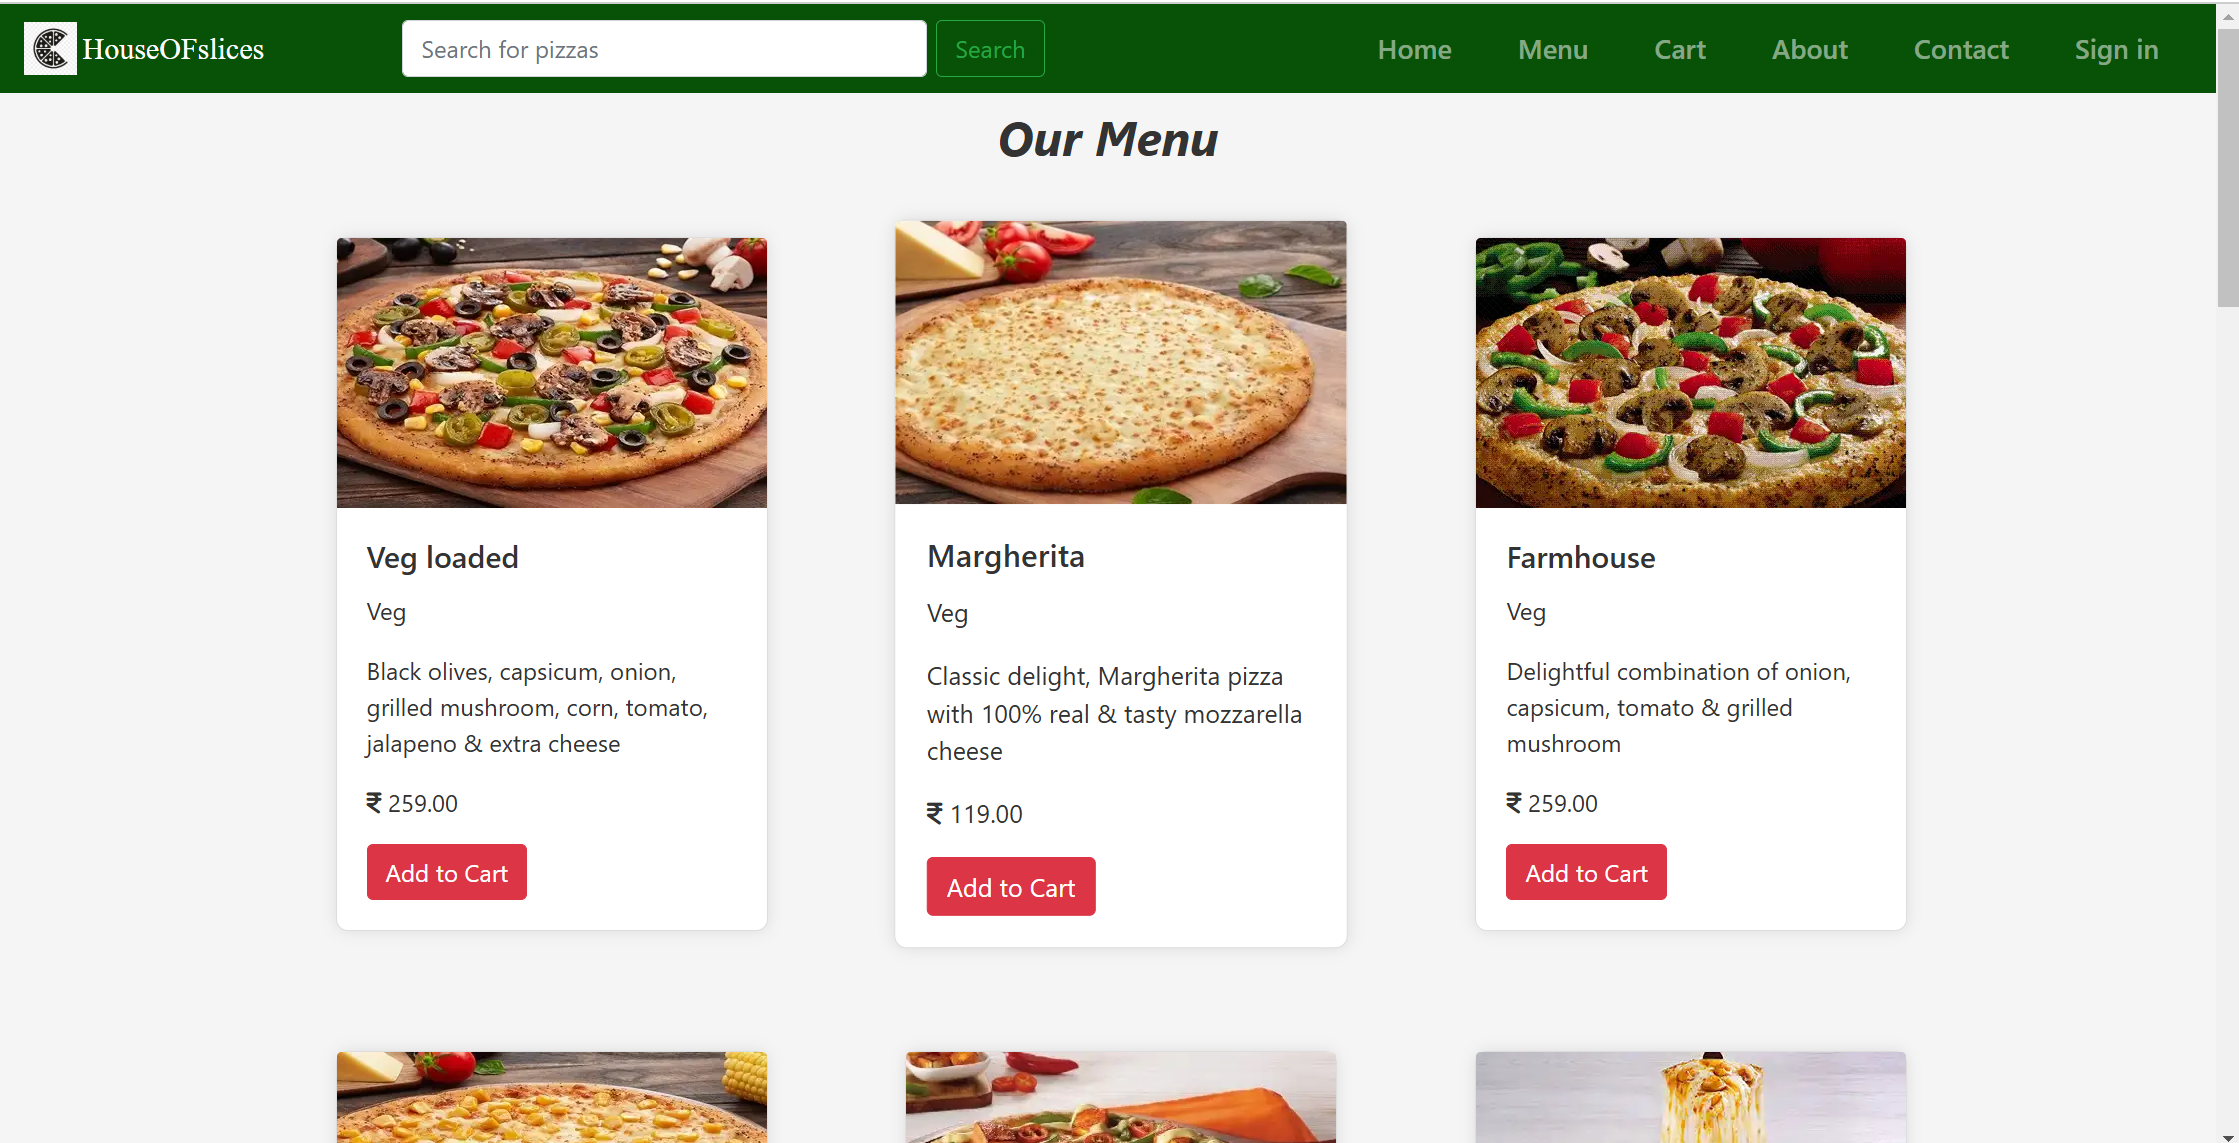 HouseOFslices
Search for pizzas
Search
Home
Menu
Cart
About
Contact
Sign in
Our Menu
Veg loaded
Veg
Black olives, capsicum, onion,
grilled mushroom, corn, tomato,
jalapeno & extra cheese
₹ 259.00
Add to Cart
Margherita
Veg
Classic delight, Margherita pizza
with 100% real & tasty mozzarella
cheese
₹ 119.00
Add to Cart
Farmhouse
Veg
Delightful combination of onion,
capsicum, tomato & grilled
mushroom
₹ 259.00
Add to Cart